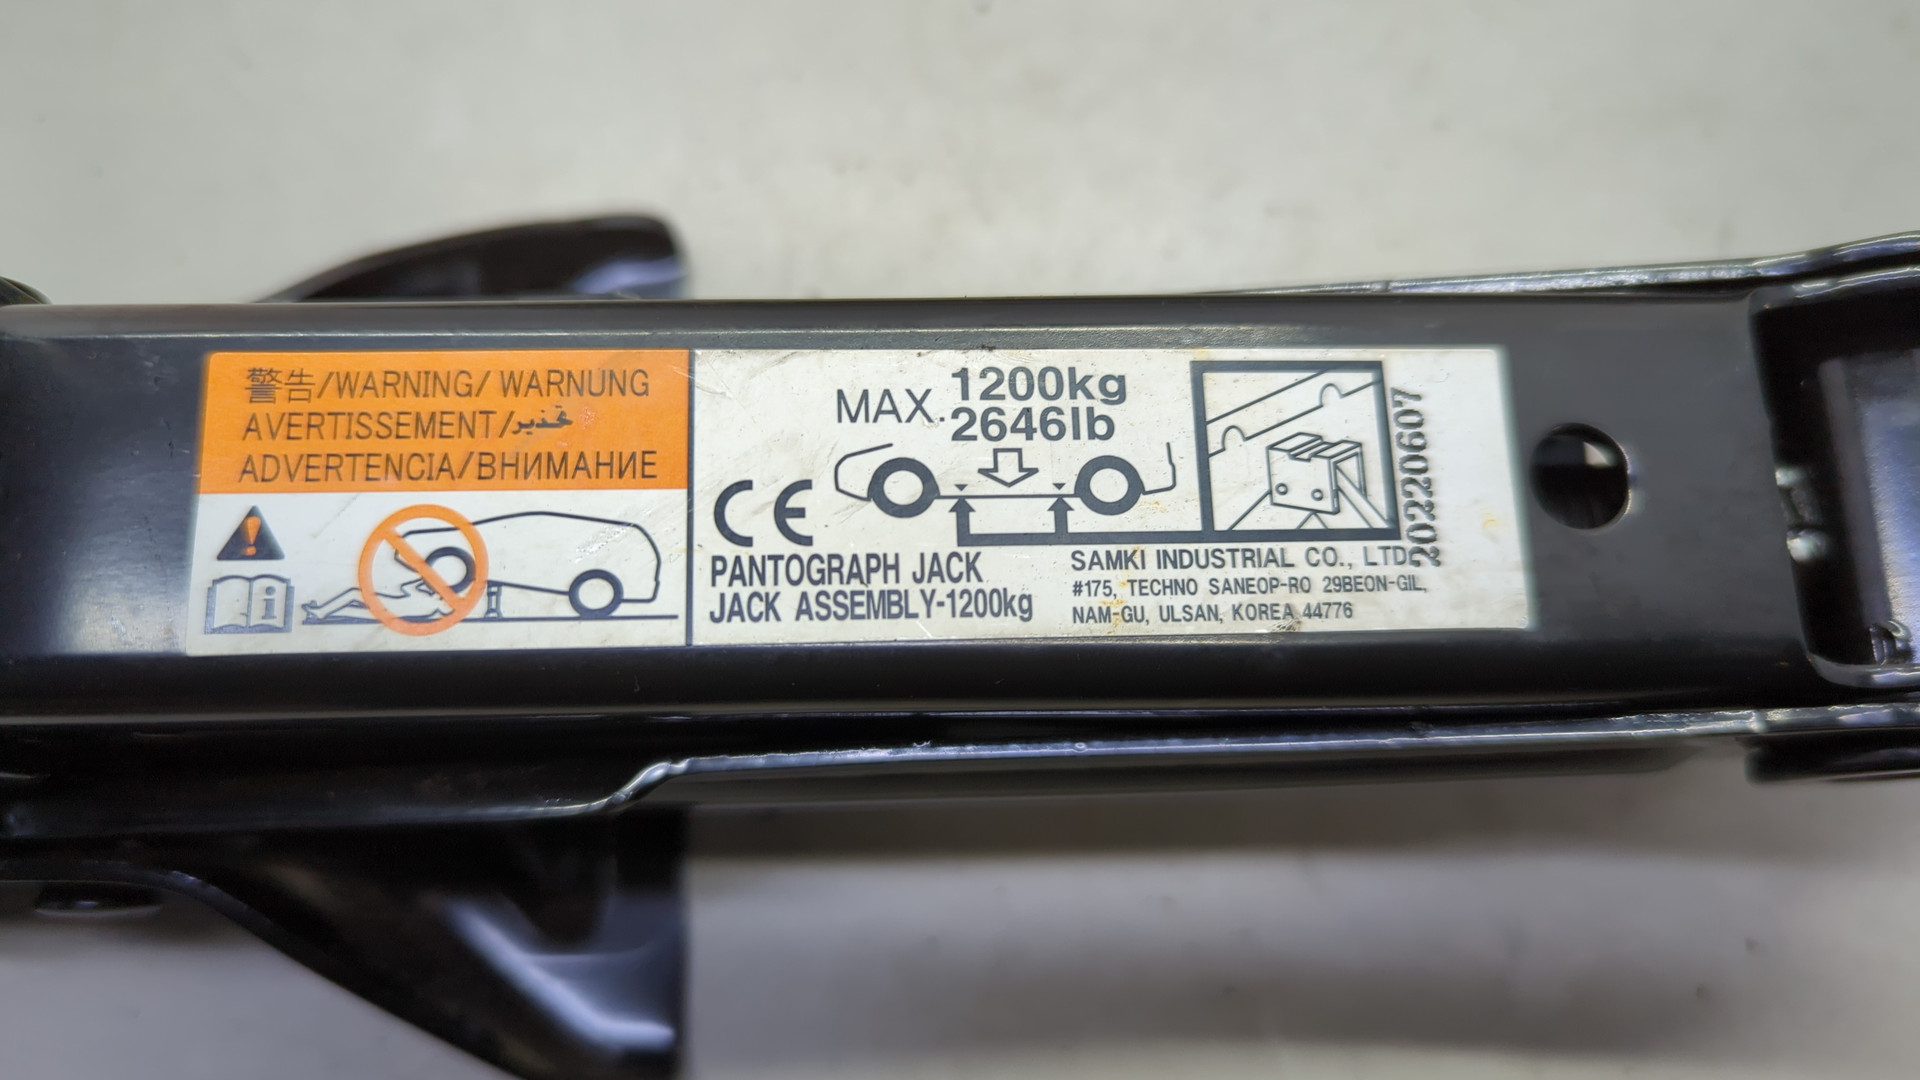 警告/WARNING/ WARNUNG
AVERTISSEMENT/تحذير
ADVERTENCIA/ВНИМАНИЕ
MAX. 1200kg
2646lb
CE
PANTOGRAPH JACK
JACK ASSEMBLY-1200kg
SAMKI INDUSTRIAL CO., LTD.
#175, TECHNO SANEOP-RO 29BEON-GIL,
NAM-GU, ULSAN, KOREA 44776
20220607